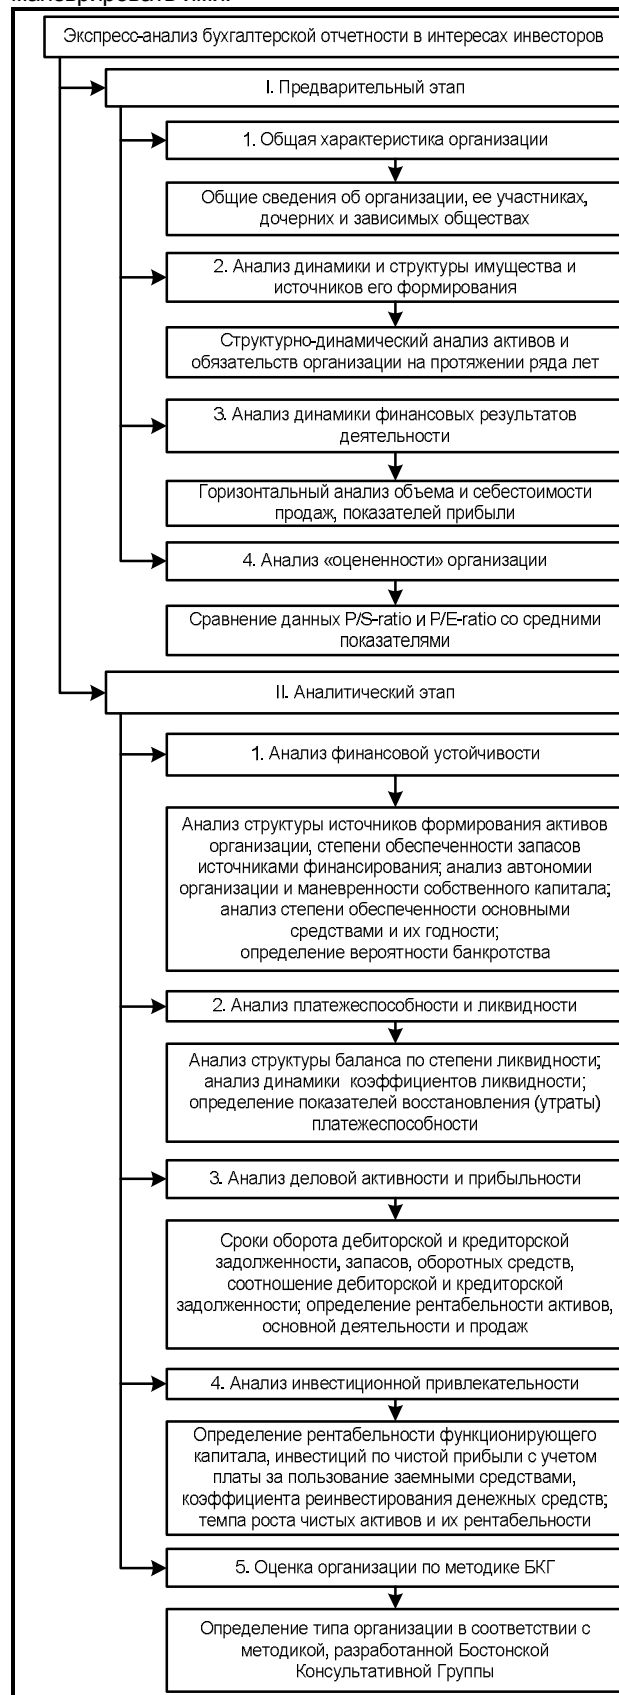 Экспресс-анализ бухгалтерской отчетности в интересах инвесторов
I. Предварительный этап
1. Общая характеристика организации
Общие сведения об организации, ее участниках,
дочерних и зависимых обществах
2. Анализ динамики и структуры имущества и
источников его формирования
Структурно-динамический анализ активов и
обязательств организации на протяжении ряда лет
3. Анализ динамики финансовых результатов
деятельности
Горизонтальный анализ объема и себестоимости
продаж, показателей прибыли
4. Анализ «оцененности» организации
Сравнение данных P/S-ratio и P/E-ratio со средними
показателями
II. Аналитический этап
1. Анализ финансовой устойчивости
Анализ структуры источников формирования активов
организации, степени обеспеченности запасов
источниками финансирования; анализ автономии
организации и маневренности собственного капитала;
анализ степени обеспеченности основными
средствами и их годности;
определение вероятности банкротства
2. Анализ платежеспособности и ликвидности
Анализ структуры баланса по степени ликвидности;
анализ динамики коэффициентов ликвидности;
определение показателей восстановления (утраты)
платежеспособности
3. Анализ деловой активности и прибыльности
Сроки оборота дебиторской и кредиторской
задолженности, запасов, оборотных средств,
соотношение дебиторской и кредиторской
задолженности; определение рентабельности активов,
основной деятельности и продаж
4. Анализ инвестиционной привлекательности
Определение рентабельности функционирующего
капитала, инвестиций по чистой прибыли с учетом
платы за пользование заемными средствами,
коэффициента реинвестирования денежных средств;
темпа роста чистых активов и их рентабельности
5. Оценка организации по методике БКГ
Определение типа организации в соответствии с
методикой, разработанной Бостонской
Консультативной Группы